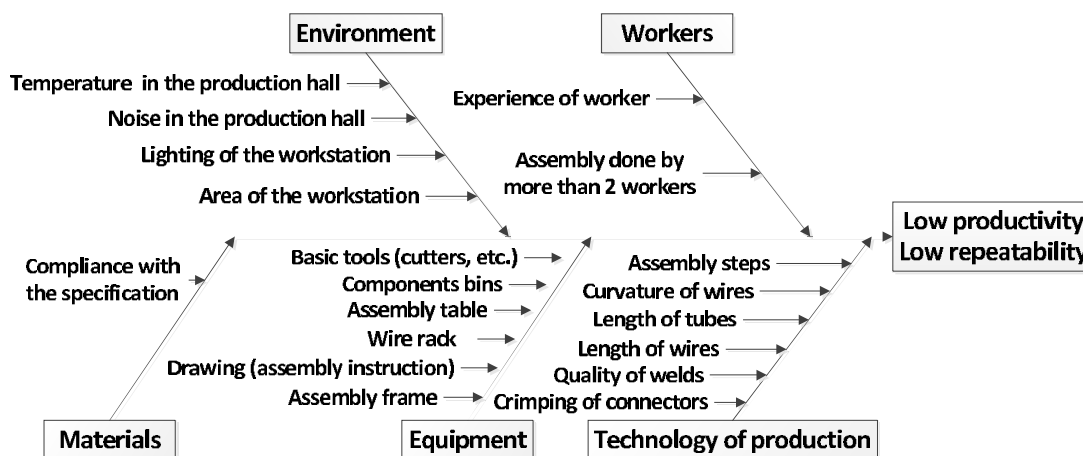 Environment
Workers
Temperature in the production hall
Noise in the production hall
Lighting of the workstation
Area of the workstation
Experience of worker
Assembly done by
more than 2 workers
Low productivity
Low repeatability
Compliance with
the specification
Basic tools (cutters, etc.)
Components bins
Assembly table
Wire rack
Drawing (assembly instruction)
Assembly frame
Assembly steps
Curvature of wires
Length of tubes
Length of wires
Quality of welds
Crimping of connectors
Materials
Equipment
Technology of production